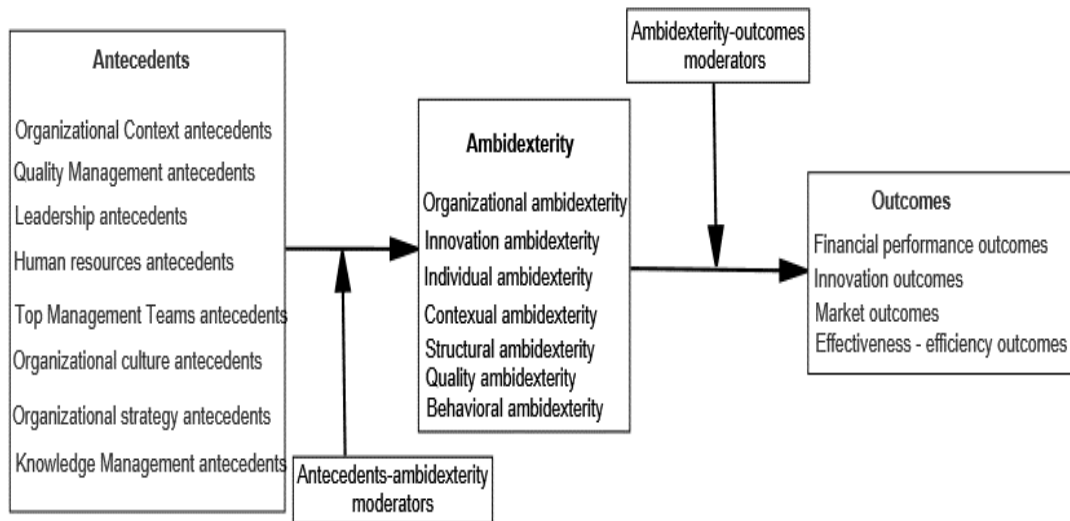 Antecedents
Organizational Context antecedents
Quality Management antecedents
Leadership antecedents
Human resources antecedents
Top Management Teams antecedents
Organizational culture antecedents
Organizational strategy antecedents
Knowledge Management antecedents
Antecedents-ambidexterity
moderators
Ambidexterity
Organizational ambidexterity
Innovation ambidexterity
Individual ambidexterity
Contexual ambidexterity
Structural ambidexterity
Quality ambidexterity
Behavioral ambidexterity
Ambidexterity-outcomes
moderators
Outcomes
Financial performance outcomes
Innovation outcomes
Market outcomes
Effectiveness - efficiency outcomes